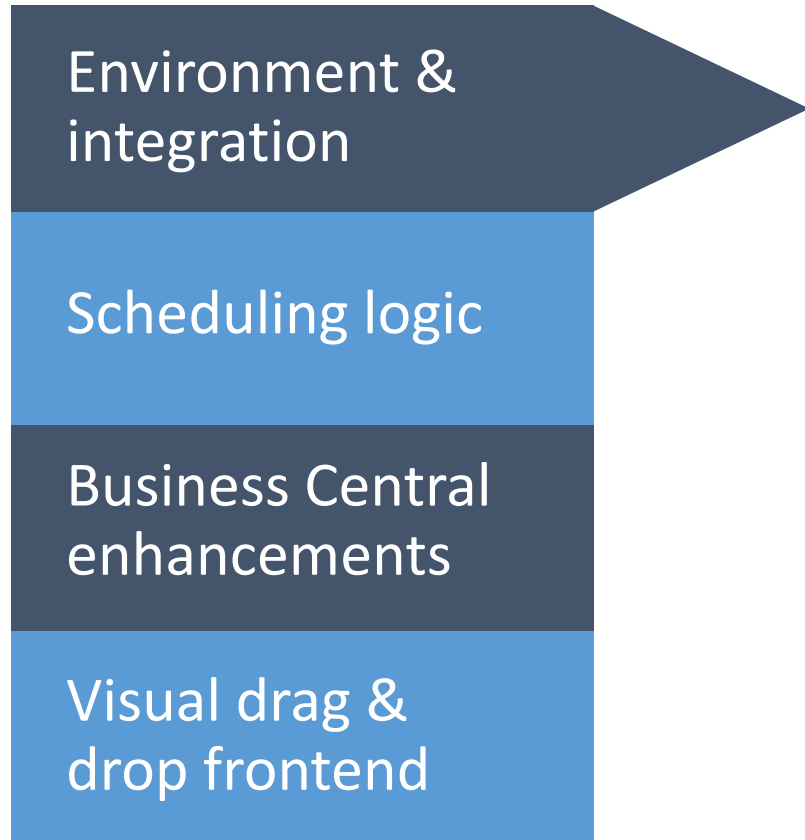 Environment &
integration
Scheduling logic
Business Central
enhancements
Visual drag &
drop frontend